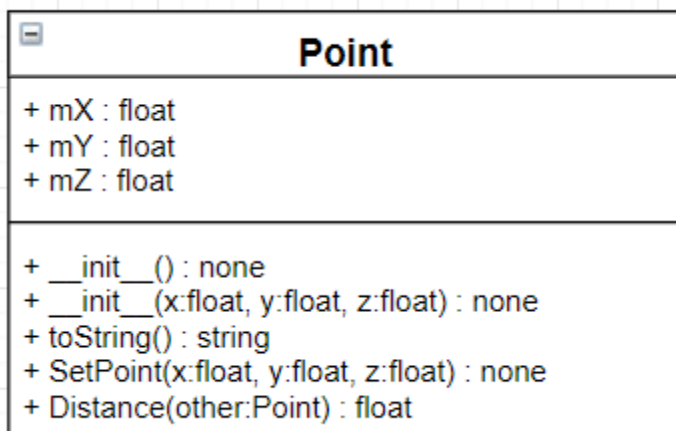 Point
+ mX : float
+ mY : float
+ mZ : float
+ __init__() : none
+ __init__(x:float, y:float, z:float) : none
+ toString() : string
+ SetPoint(x:float, y:float, z:float) : none
+ Distance(other:Point) : float